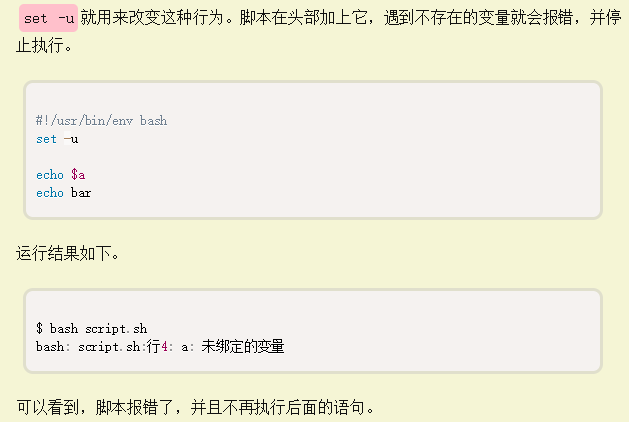 set -u 就用来改变这种行为。脚本在头部加上它，遇到不存在的变量就会报错，并停
止执行。
#!/usr/bin/env bash
set -u
echo $a
echo bar
运行结果如下。
$ bash script.sh
bash: script.sh:行4: a: 未绑定的变量
可以看到，脚本报错了，并且不再执行后面的语句。